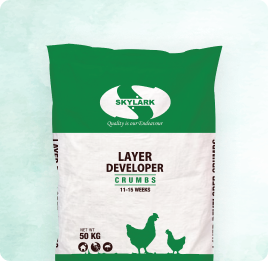 SKYLARK
Quality is our Endeavour
LAYER
DEVELOPER
CRUMBS
11-15 WEEKS
NET WT
50 KG